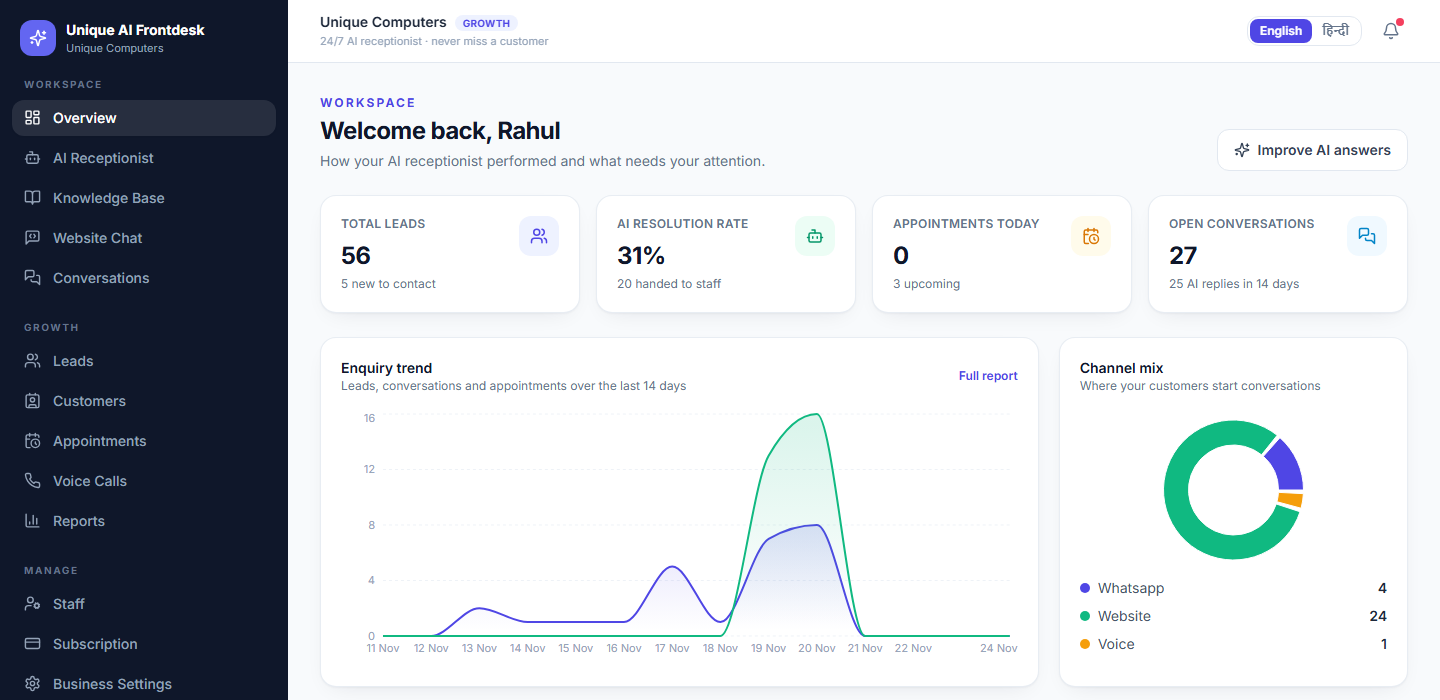 Unique AI Frontdesk
Unique Computers
WORKSPACE
Overview
AI Receptionist
Knowledge Base
Website Chat
Conversations
GROWTH
Leads
Customers
Appointments
Voice Calls
Reports
MANAGE
Staff
Subscription
Business Settings
Unique Computers GROWTH
24/7 AI receptionist · never miss a customer
English हिन्दी
WORKSPACE
Welcome back, Rahul
How your AI receptionist performed and what needs your attention.
Improve AI answers
TOTAL LEADS
56
5 new to contact
AI RESOLUTION RATE
31%
20 handed to staff
APPOINTMENTS TODAY
0
3 upcoming
OPEN CONVERSATIONS
27
25 AI replies in 14 days
Enquiry trend
Leads, conversations and appointments over the last 14 days
Full report
16
12
8
4
0
11 Nov 12 Nov 13 Nov 14 Nov 15 Nov 16 Nov 17 Nov 18 Nov 19 Nov 20 Nov 21 Nov 22 Nov 24 Nov
Channel mix
Where your customers start conversations
Whatsapp 4
Website 24
Voice 1